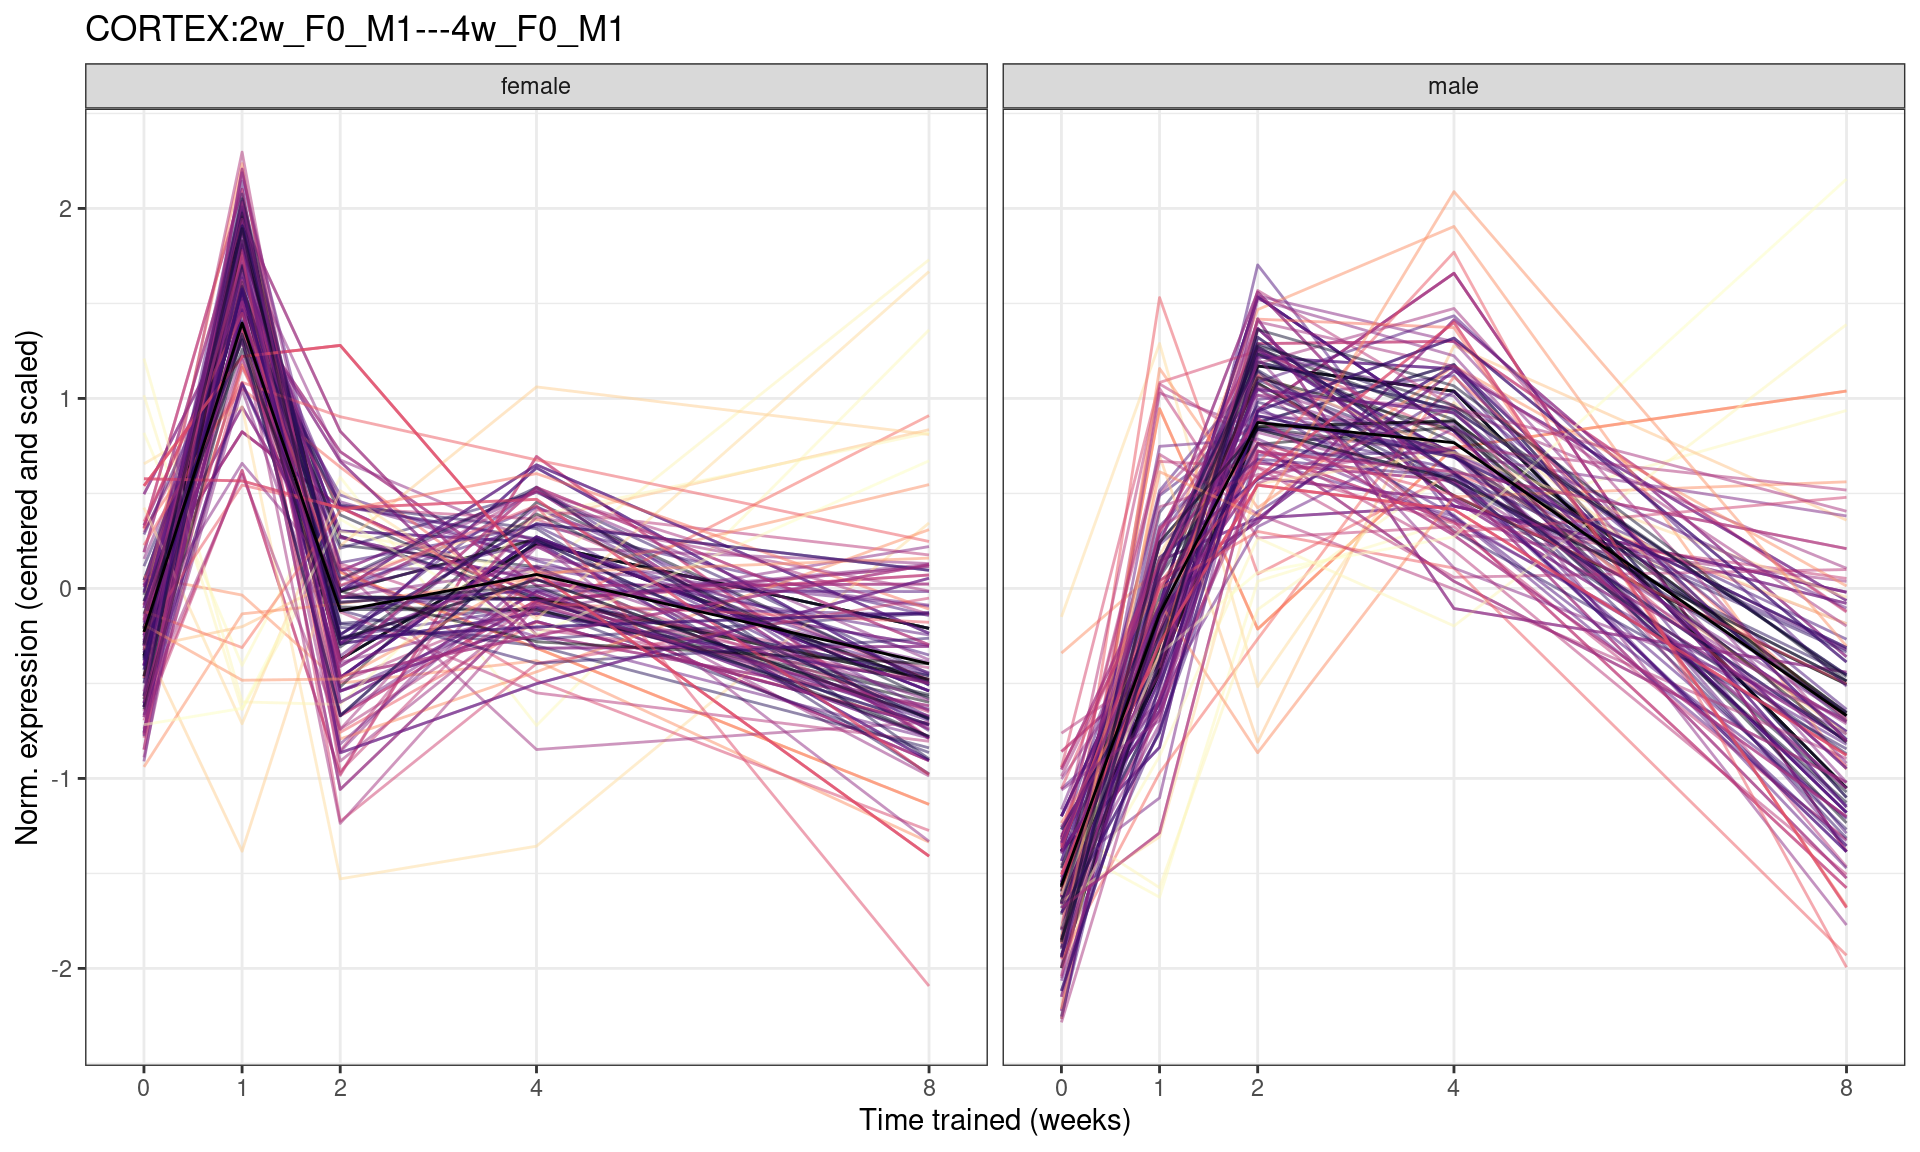 CORTEX:2w_F0_M1---4w_F0_M1
female
male
Norm. expression (centered and scaled)
2
1
0
-1
-2
0 1 2 4 8
0 1 2 4 8
Time trained (weeks)